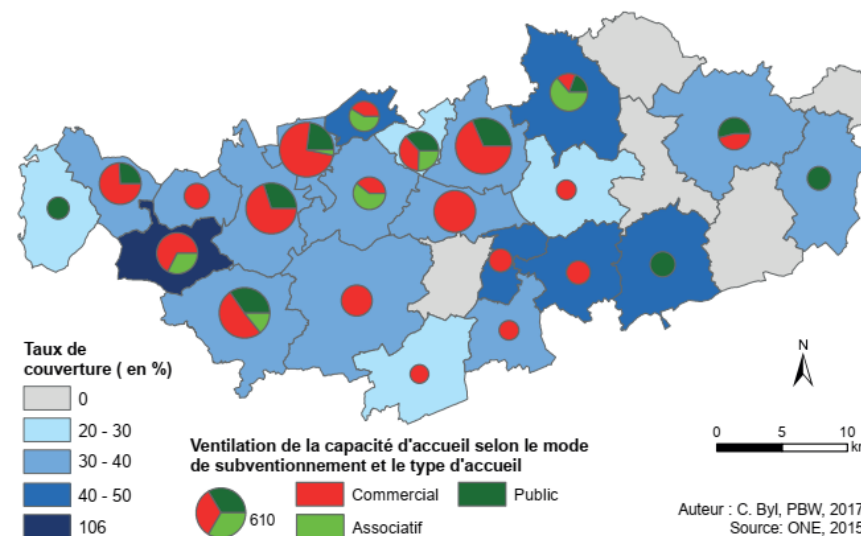 Taux de
couverture ( en %)
0
20 - 30
30 - 40
40 - 50
106
Ventilation de la capacité d'accueil selon le mode
de subventionnement et le type d'accueil
610
Commercial
Public
Associatif
N
0 5 10
km
Auteur : C. Byl, PBW, 2017
Source: ONE, 2015